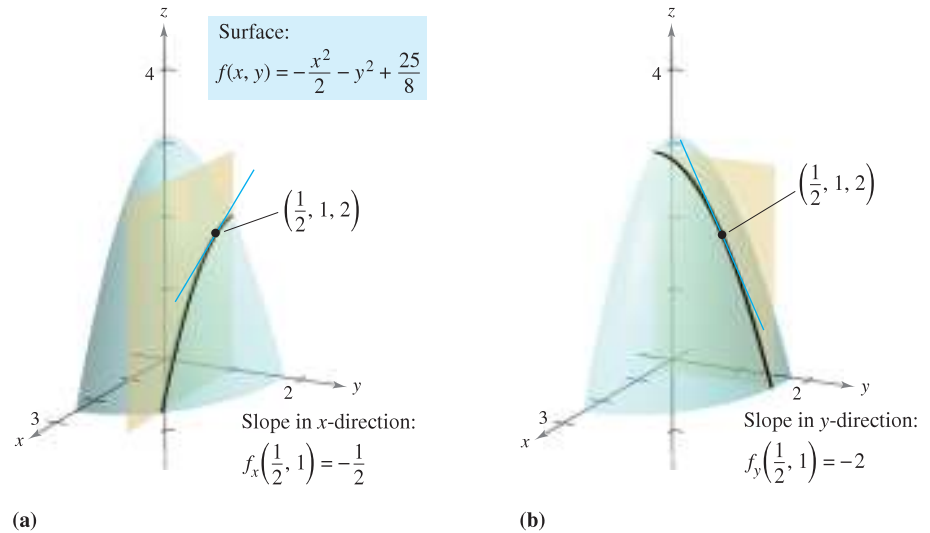 z
Surface:
f(x, y) = −x²/2 − y² + 25/8
4
(1/2, 1, 2)
2
y
3
x
Slope in x-direction:
fₓ(1/2, 1) = −1/2
(a)
z
4
(1/2, 1, 2)
2
y
3
x
Slope in y-direction:
f_y(1/2, 1) = −2
(b)